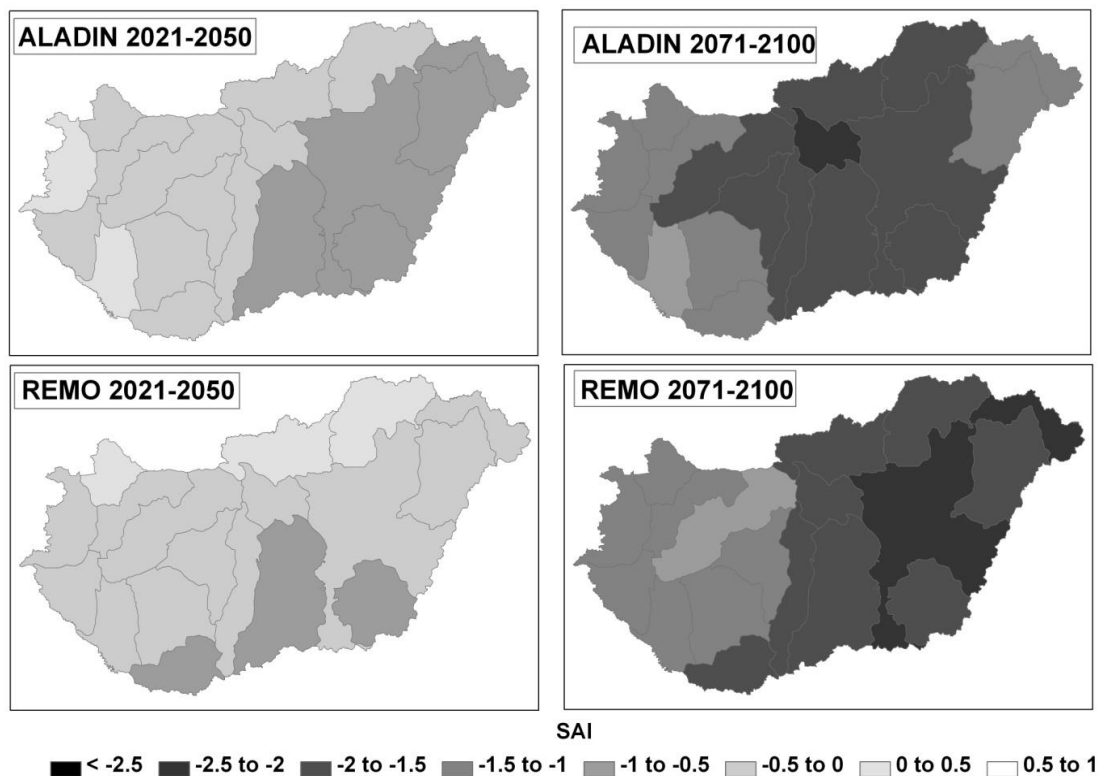 ALADIN 2021-2050
ALADIN 2071-2100
REMO 2021-2050
REMO 2071-2100
SAI
< -2.5 -2.5 to -2 -2 to -1.5 -1.5 to -1 -1 to -0.5 -0.5 to 0 0 to 0.5 0.5 to 1